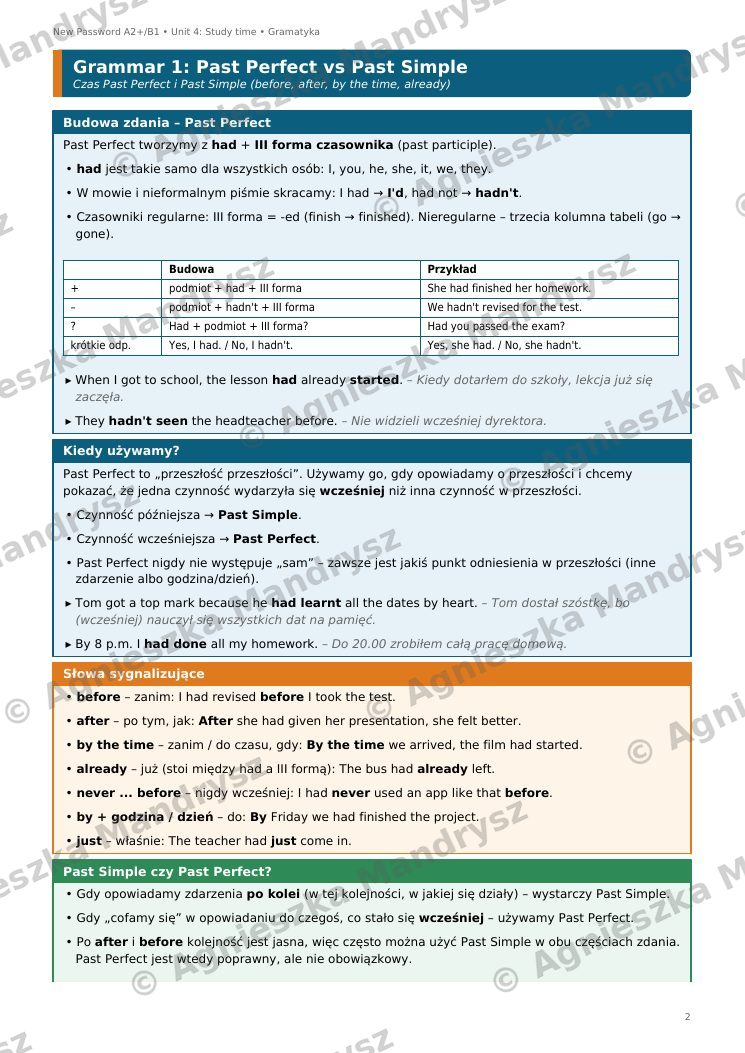 New Password A2+/B1 • Unit 4: Study time • Gramatyka
Grammar 1: Past Perfect vs Past Simple
Czas Past Perfect i Past Simple (before, after, by the time, already)
Budowa zdania – Past Perfect
Past Perfect tworzymy z had + III forma czasownika (past participle).
• had jest takie samo dla wszystkich osób: I, you, he, she, it, we, they.
• W mowie i nieformalnym piśmie skracamy: I had → I'd, had not → hadn't.
• Czasowniki regularne: III forma = -ed (finish → finished). Nieregularne – trzecia kolumna tabeli (go →
gone).
Budowa Przykład
+ podmiot + had + III forma She had finished her homework.
– podmiot + hadn't + III forma We hadn't revised for the test.
? Had + podmiot + III forma? Had you passed the exam?
krótkie odp. Yes, I had. / No, I hadn't. Yes, she had. / No, she hadn't.
▸ When I got to school, the lesson had already started. – Kiedy dotarłem do szkoły, lekcja już się
zaczęła.
▸ They hadn't seen the headteacher before. – Nie widzieli wcześniej dyrektora.
Kiedy używamy?
Past Perfect to „przeszłość przeszłości”. Używamy go, gdy opowiadamy o przeszłości i chcemy
pokazać, że jedna czynność wydarzyła się wcześniej niż inna czynność w przeszłości.
• Czynność późniejsza → Past Simple.
• Czynność wcześniejsza → Past Perfect.
• Past Perfect nigdy nie występuje „sam” – zawsze jest jakiś punkt odniesienia w przeszłości (inne
zdarzenie albo godzina/dzień).
▸ Tom got a top mark because he had learnt all the dates by heart. – Tom dostał szóstkę, bo
(wcześniej) nauczył się wszystkich dat na pamięć.
▸ By 8 p.m. I had done all my homework. – Do 20.00 zrobiłem całą pracę domową.
Słowa sygnalizujące
• before – zanim: I had revised before I took the test.
• after – po tym, jak: After she had given her presentation, she felt better.
• by the time – zanim / do czasu, gdy: By the time we arrived, the film had started.
• already – już (stoi między had a III formą): The bus had already left.
• never ... before – nigdy wcześniej: I had never used an app like that before.
• by + godzina / dzień – do: By Friday we had finished the project.
• just – właśnie: The teacher had just come in.
Past Simple czy Past Perfect?
• Gdy opowiadamy zdarzenia po kolei (w tej kolejności, w jakiej się działy) – wystarczy Past Simple.
• Gdy „cofamy się” w opowiadaniu do czegoś, co stało się wcześniej – używamy Past Perfect.
• Po after i before kolejność jest jasna, więc często można użyć Past Simple w obu częściach zdania.
Past Perfect jest wtedy poprawny, ale nie obowiązkowy.
2
© Agnieszka Mandrysz